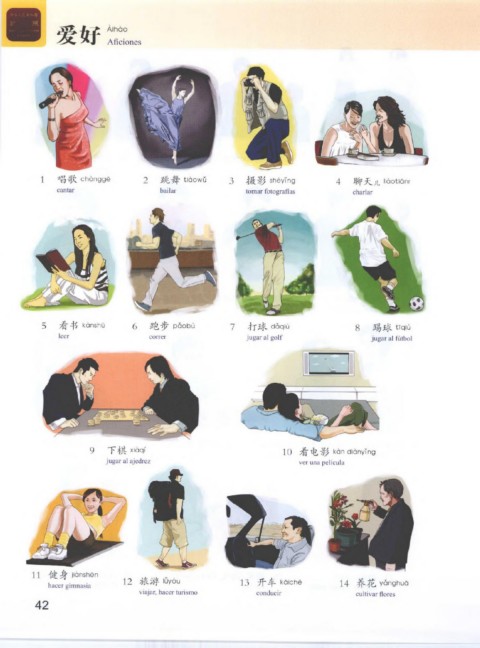 爱好 Àihào
Aficiones
1 唱歌 chànggē
cantar
2 跳舞 tiàowǔ
bailar
3 摄影 shèyǐng
tomar fotografías
4 聊天儿 liáotiānr
charlar
5 看书 kànshū
leer
6 跑步 pǎobù
correr
7 打球 dǎqiú
jugar al golf
8 踢球 tīqiú
jugar al fútbol
9 下棋 xiàqí
jugar al ajedrez
10 看电影 kàn diànyǐng
ver una película
11 健身 jiànshēn
hacer gimnasia
12 旅游 lǚyóu
viajar, hacer turismo
13 开车 kāichē
conducir
14 养花 yǎnghuā
cultivar flores
42